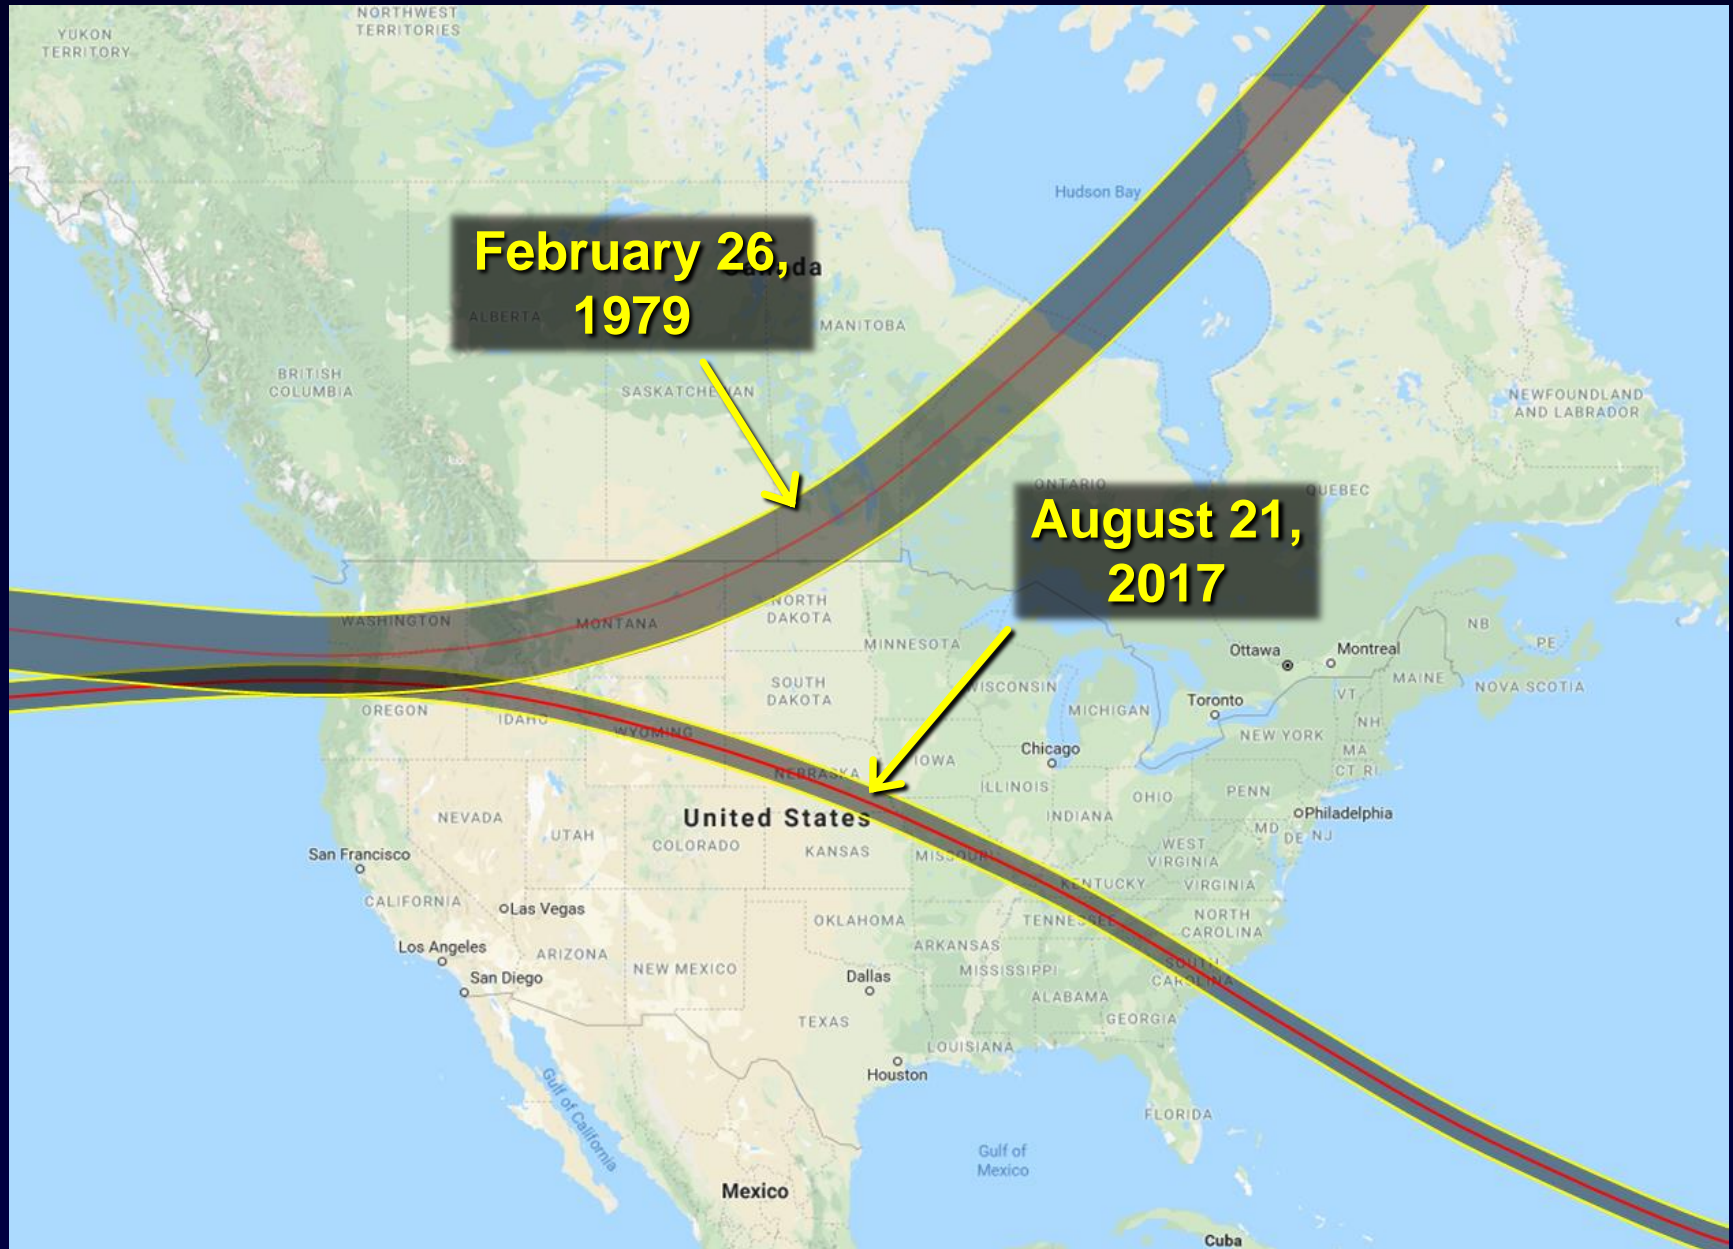 YUKON
TERRITORY
NORTHWEST
TERRITORIES
Hudson Bay
February 26,
1979
ALBERTA
MANITOBA
BRITISH
COLUMBIA
SASKATCHEWAN
NEWFOUNDLAND
AND LABRADOR
ONTARIO
QUEBEC
August 21,
2017
WASHINGTON
MONTANA
NORTH
DAKOTA
MINNESOTA
Ottawa
Montreal
NB
PE
SOUTH
DAKOTA
WISCONSIN
MICHIGAN
Toronto
VT
MAINE
NOVA SCOTIA
OREGON
IDAHO
WYOMING
NH
NEW YORK
MA
CT RI
Chicago
IOWA
NEBRASKA
ILLINOIS
OHIO
PENN
Philadelphia
United States
NEVADA
UTAH
COLORADO
KANSAS
MISSOURI
INDIANA
WEST
VIRGINIA
MD
DE
NJ
San Francisco
CALIFORNIA
Las Vegas
KENTUCKY
VIRGINIA
OKLAHOMA
TENNESSEE
NORTH
CAROLINA
Los Angeles
ARIZONA
NEW MEXICO
ARKANSAS
San Diego
Dallas
MISSISSIPPI
SOUTH
CAROLINA
ALABAMA
TEXAS
GEORGIA
LOUISIANA
Houston
Gulf of California
FLORIDA
Gulf of
Mexico
Mexico
Cuba